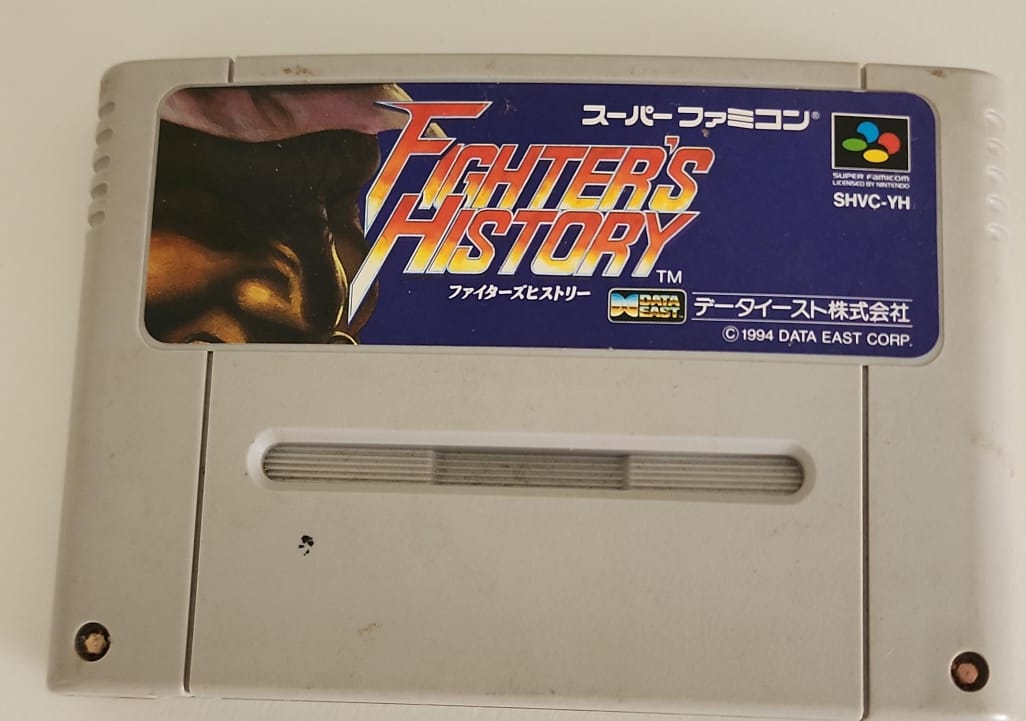 スーパーファミコン®
FIGHTER'S
HISTORY
TM
ファイターズヒストリー
SUPER FAMICOM
LICENSED BY NINTENDO
SHVC-YH
DATA
EAST.
データイースト株式会社
© 1994 DATA EAST CORP.